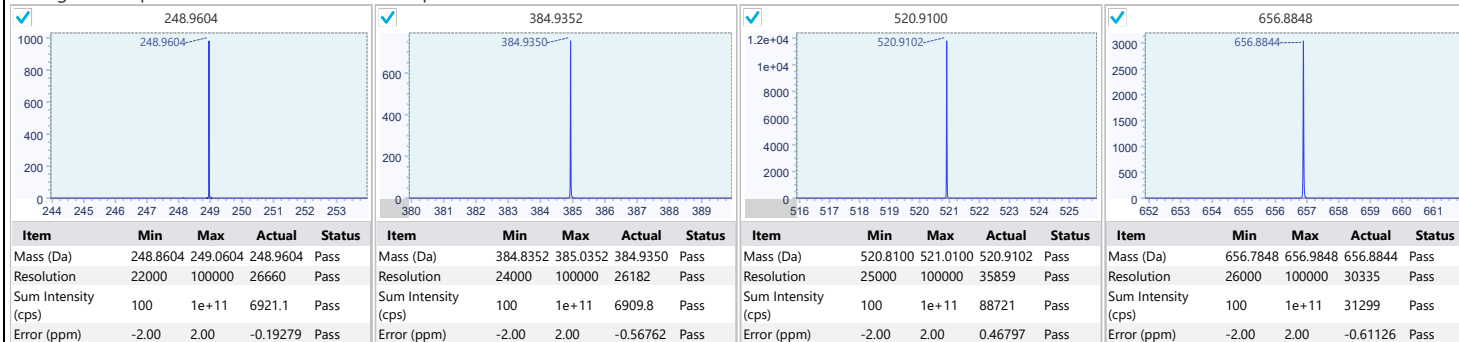 248.9604
1000
800
600
400
200
0
248.9604
244 245 246 247 248 249 250 251 252 253
Item Min Max Actual Status
Mass (Da) 248.8604 249.0604 248.9604 Pass
Resolution 22000 100000 26660 Pass
Sum Intensity (cps) 100 1e+11 6921.1 Pass
Error (ppm) -2.00 2.00 -0.19279 Pass
384.9352
600
400
200
0
384.9350
380 381 382 383 384 385 386 387 388 389
Item Min Max Actual Status
Mass (Da) 384.8352 385.0352 384.9350 Pass
Resolution 24000 100000 26182 Pass
Sum Intensity (cps) 100 1e+11 6909.8 Pass
Error (ppm) -2.00 2.00 -0.56762 Pass
520.9100
1.2e+04
1e+04
8000
6000
4000
2000
0
520.9102
516 517 518 519 520 521 522 523 524 525
Item Min Max Actual Status
Mass (Da) 520.8100 521.0100 520.9102 Pass
Resolution 25000 100000 35859 Pass
Sum Intensity (cps) 100 1e+11 88721 Pass
Error (ppm) -2.00 2.00 0.46797 Pass
656.8848
3000
2500
2000
1500
1000
500
0
656.8844
652 653 654 655 656 657 658 659 660 661
Item Min Max Actual Status
Mass (Da) 656.7848 656.9848 656.8844 Pass
Resolution 26000 100000 30335 Pass
Sum Intensity (cps) 100 1e+11 31299 Pass
Error (ppm) -2.00 2.00 -0.61126 Pass